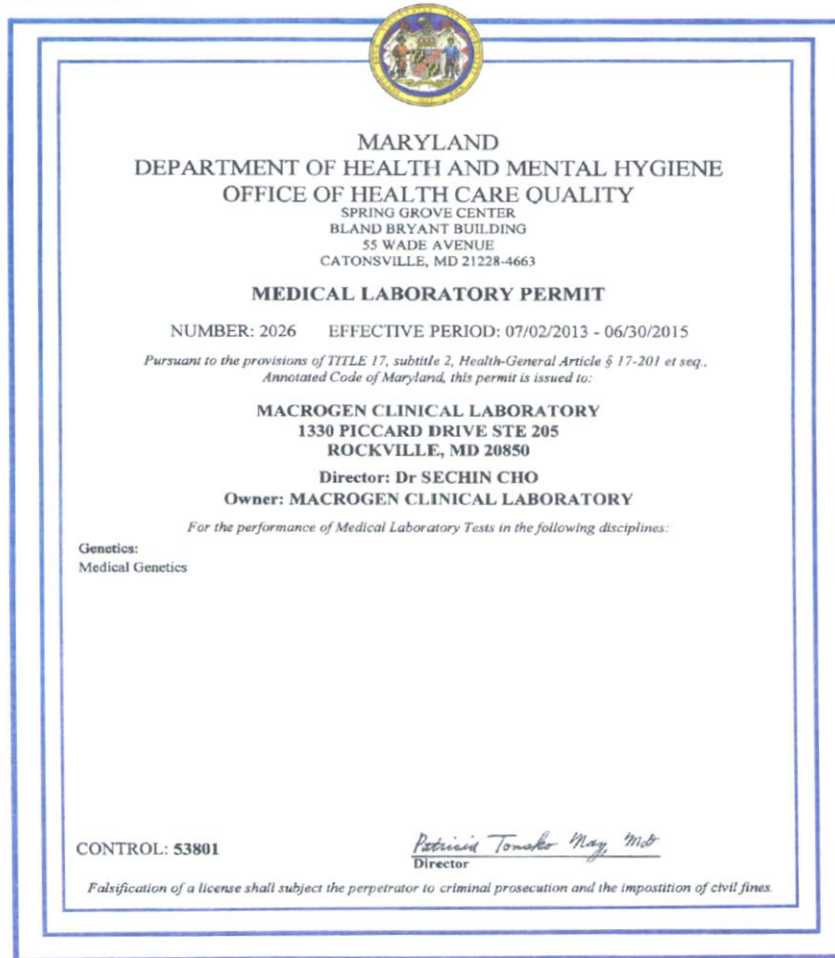 MARYLAND
DEPARTMENT OF HEALTH AND MENTAL HYGIENE
OFFICE OF HEALTH CARE QUALITY
SPRING GROVE CENTER
BLAND BRYANT BUILDING
55 WADE AVENUE
CATONSVILLE, MD 21228-4663
MEDICAL LABORATORY PERMIT
NUMBER: 2026 EFFECTIVE PERIOD: 07/02/2013 - 06/30/2015
Pursuant to the provisions of TITLE 17, subtitle 2, Health-General Article § 17-201 et seq.,
Annotated Code of Maryland, this permit is issued to:
MACROGEN CLINICAL LABORATORY
1330 PICCARD DRIVE STE 205
ROCKVILLE, MD 20850
Director: Dr SECHIN CHO
Owner: MACROGEN CLINICAL LABORATORY
For the performance of Medical Laboratory Tests in the following disciplines:
Genetics:
Medical Genetics
CONTROL: 53801
Patricia Tomsko May, MD
Director
Falsification of a license shall subject the perpetrator to criminal prosecution and the impostition of civil fines.